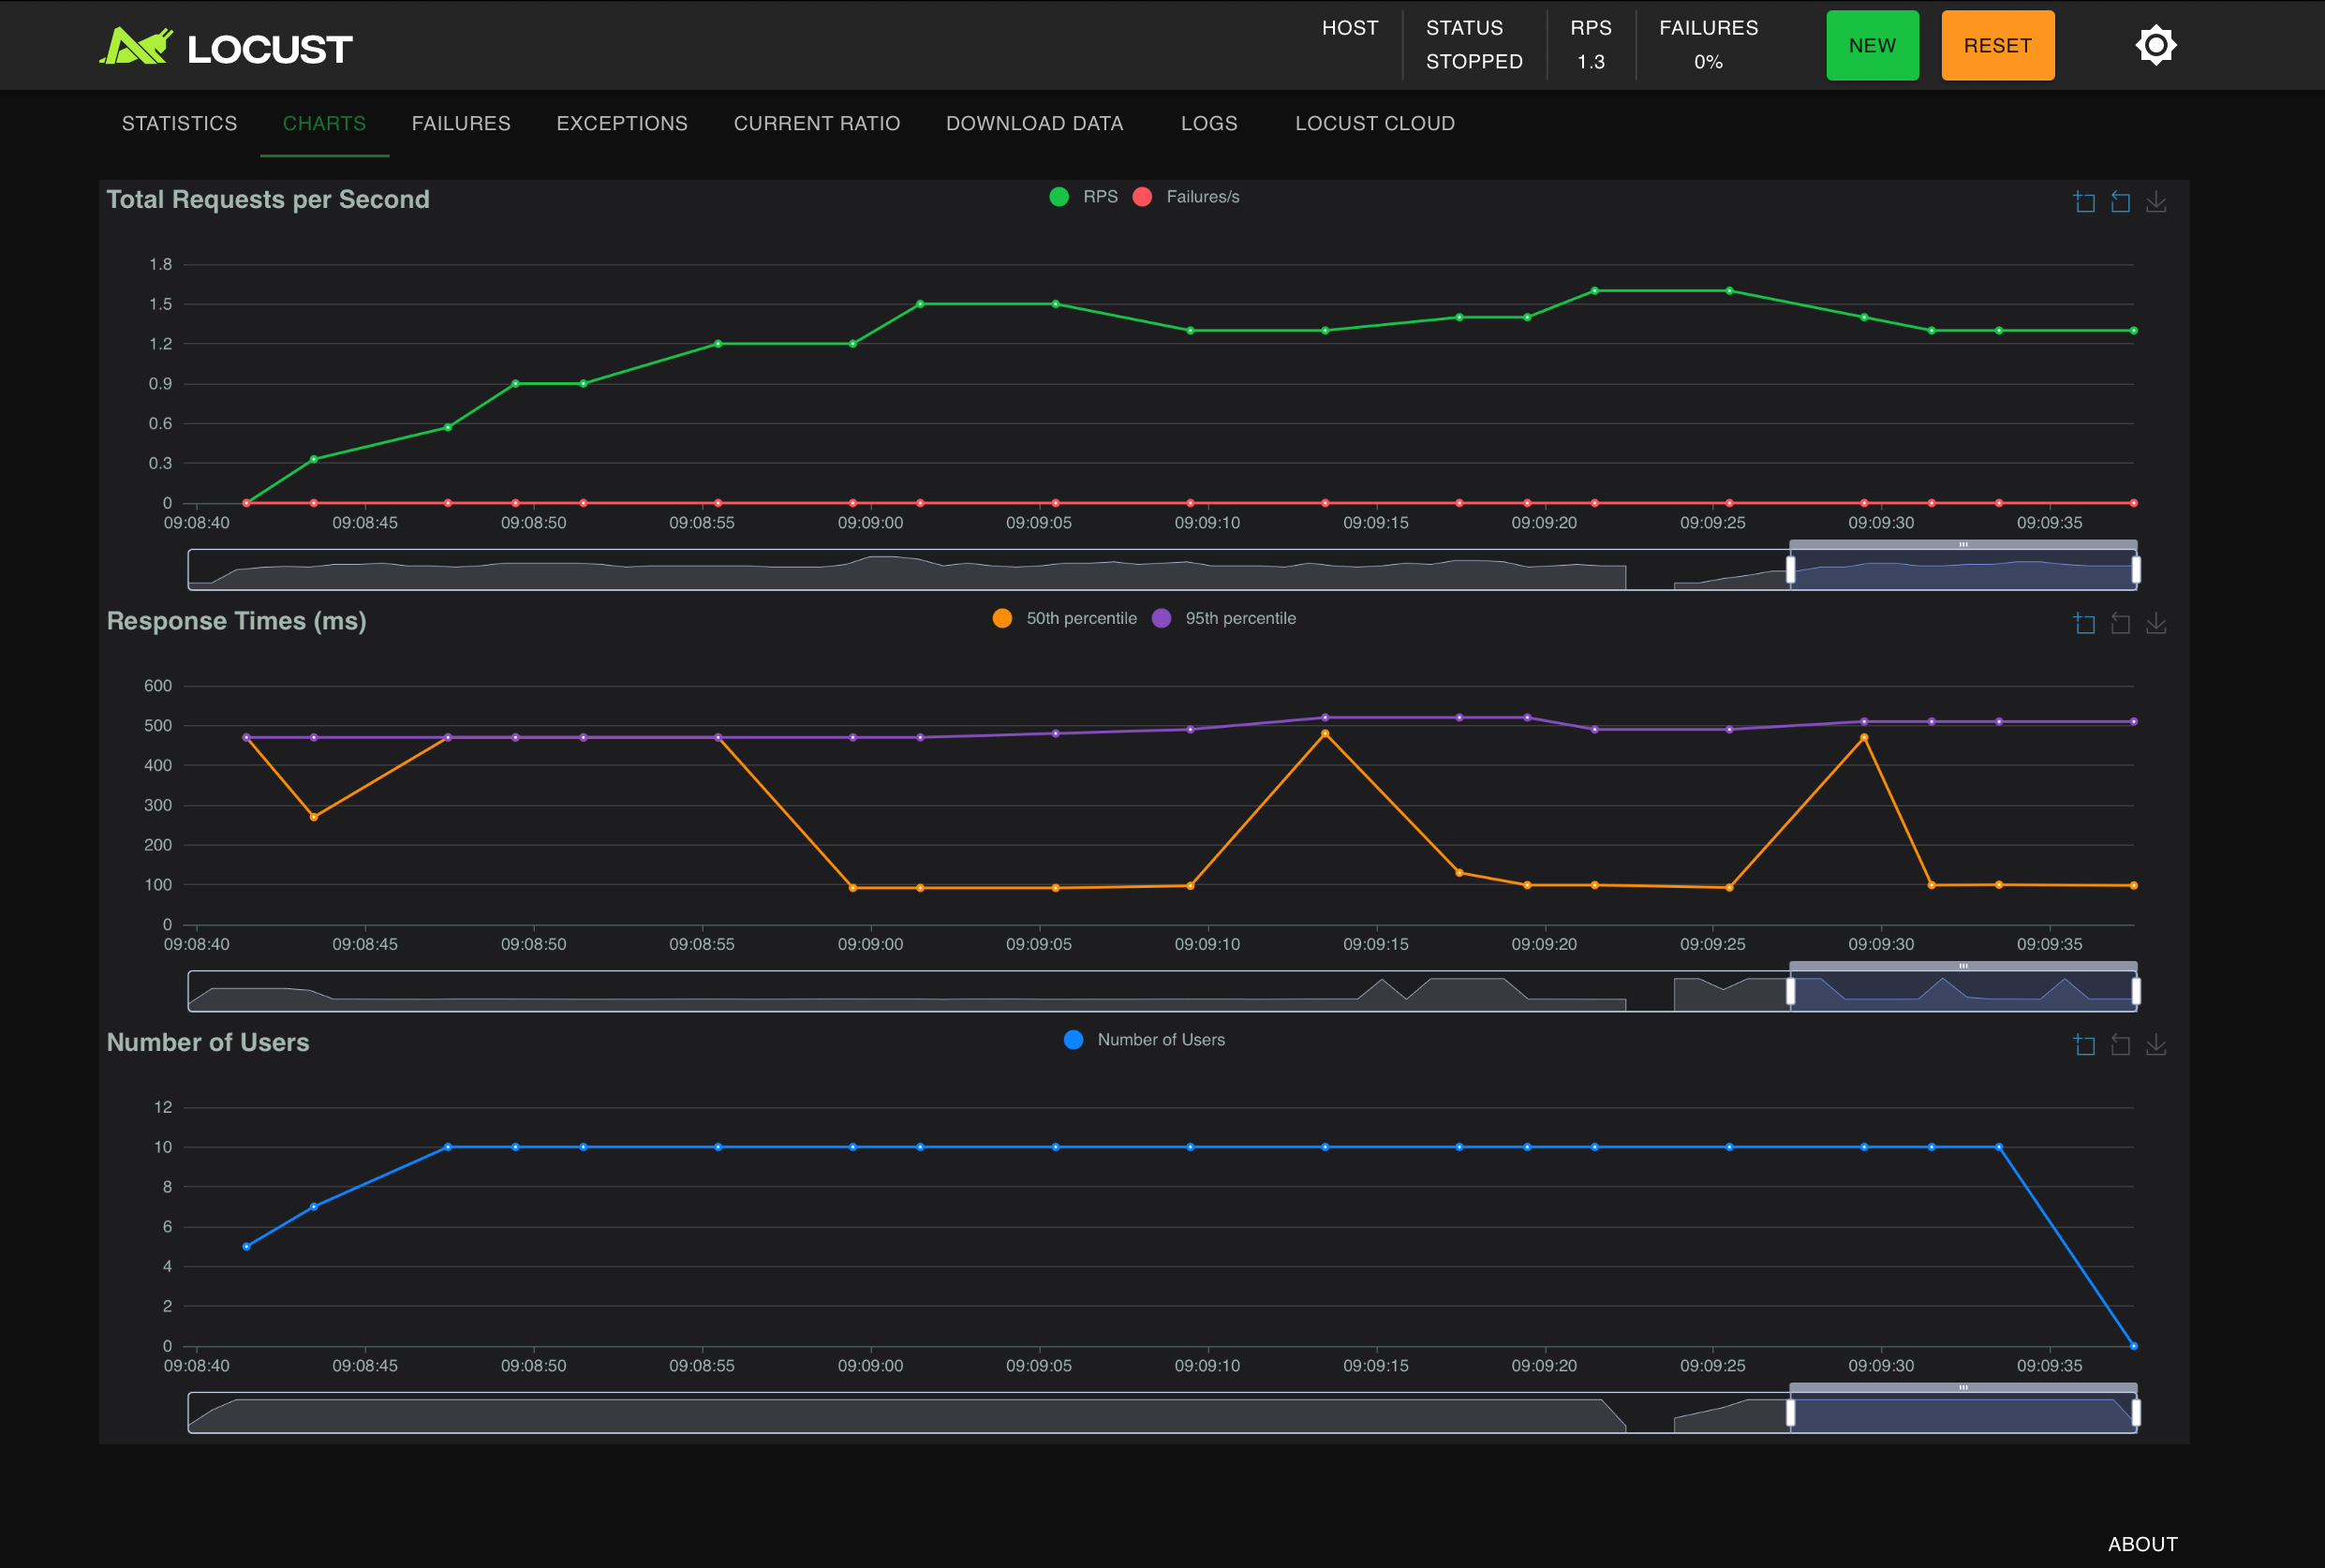 LOCUST
HOST
STATUS
STOPPED
RPS
1.3
FAILURES
0%
NEW
RESET
STATISTICS CHARTS FAILURES EXCEPTIONS CURRENT RATIO DOWNLOAD DATA LOGS LOCUST CLOUD
Total Requests per Second
RPS Failures/s
1.8
1.5
1.2
0.9
0.6
0.3
0
09:08:40 09:08:45 09:08:50 09:08:55 09:09:00 09:09:05 09:09:10 09:09:15 09:09:20 09:09:25 09:09:30 09:09:35
Response Times (ms)
50th percentile 95th percentile
600
500
400
300
200
100
0
09:08:40 09:08:45 09:08:50 09:08:55 09:09:00 09:09:05 09:09:10 09:09:15 09:09:20 09:09:25 09:09:30 09:09:35
Number of Users
Number of Users
12
10
8
6
4
2
0
09:08:40 09:08:45 09:08:50 09:08:55 09:09:00 09:09:05 09:09:10 09:09:15 09:09:20 09:09:25 09:09:30 09:09:35
ABOUT